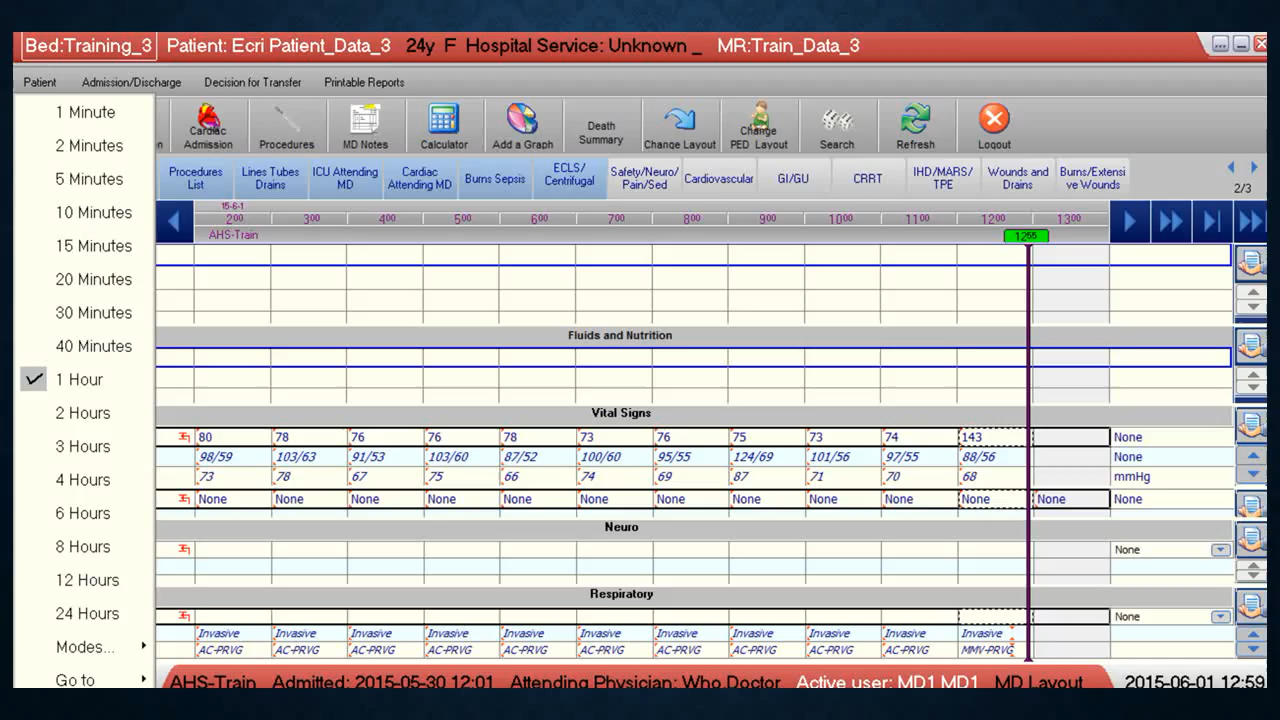 Bed:Training_3 Patient: Ecri Patient_Data_3 24y F Hospital Service: Unknown _ MR:Train_Data_3
Patient Admission/Discharge Decision for Transfer Printable Reports
1 Minute
2 Minutes
5 Minutes
10 Minutes
15 Minutes
20 Minutes
30 Minutes
40 Minutes
1 Hour
2 Hours
3 Hours
4 Hours
6 Hours
8 Hours
12 Hours
24 Hours
Modes...
Go to
Cardiac Admission
Procedures
MD Notes
Calculator
Add a Graph
Death Summary
Change Layout
Change PED Layout
Search
Refresh
Logout
Procedures List
Lines Tubes Drains
ICU Attending MD
Cardiac Attending MD
Burns Sepsis
ECLS/ Centrifugal
Safety/Neuro/ Pain/Sed
Cardiovascular
GI/GU
CRRT
IHD/MARS/ TPE
Wounds and Drains
Burns/Extensi ve Wounds
2/3
15-6-1
200 300 400 500 600 700 800 900 1000 1100 1200 1300
AHS-Train 1255
Fluids and Nutrition
Vital Signs
80 78 76 76 78 73 76 75 73 74 143 None
98/59 103/63 91/53 103/60 87/52 100/60 95/55 124/69 101/56 97/55 88/56 None
73 78 67 75 66 74 69 87 71 70 68 mmHg
None None None None None None None None None None None None None
Neuro
None
Respiratory
None
Invasive Invasive Invasive Invasive Invasive Invasive Invasive Invasive Invasive Invasive Invasive
AC-PRVG AC-PRVG AC-PRVG AC-PRVG AC-PRVG AC-PRVG AC-PRVG AC-PRVG AC-PRVG AC-PRVG MMV-PRVG
AHS-Train Admitted: 2015-05-30 12:01 Attending Physician: Who,Doctor Active user: MD1 MD1 MD Layout 2015-06-01 12:59